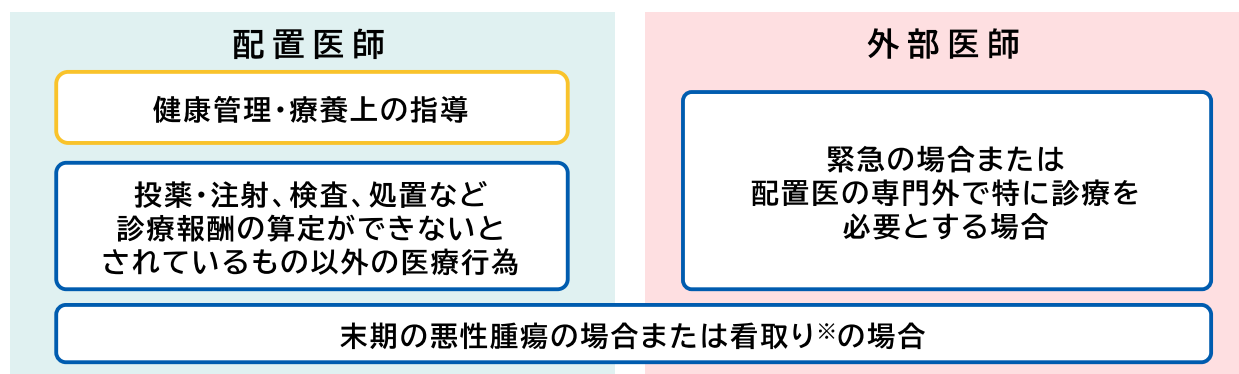 配置医師
健康管理・療養上の指導
投薬・注射、検査、処置など
診療報酬の算定ができないと
されているもの以外の医療行為
外部医師
緊急の場合または
配置医の専門外で特に診療を
必要とする場合
末期の悪性腫瘍の場合または看取り※の場合